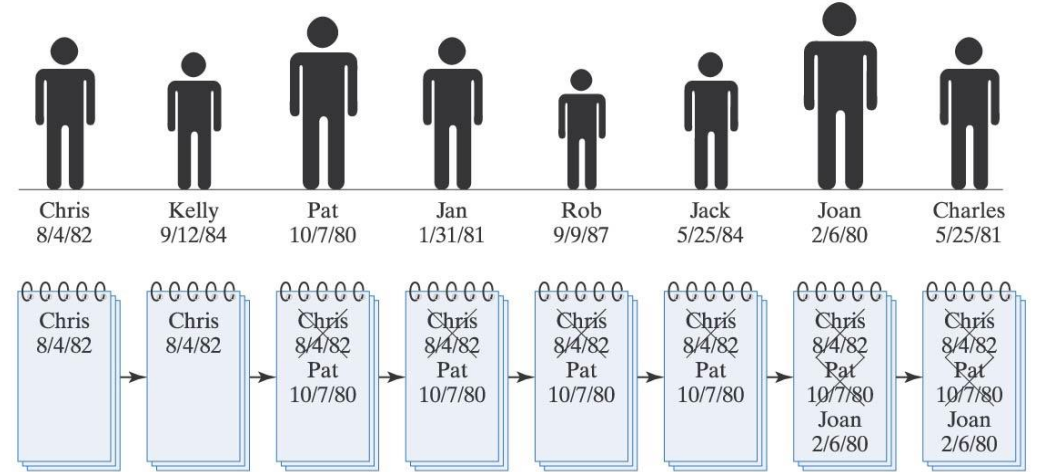 Chris
8/4/82
Kelly
9/12/84
Pat
10/7/80
Jan
1/31/81
Rob
9/9/87
Jack
5/25/84
Joan
2/6/80
Charles
5/25/81
Chris
8/4/82
Chris
8/4/82
Chris
8/4/82
Pat
10/7/80
Chris
8/4/82
Pat
10/7/80
Chris
8/4/82
Pat
10/7/80
Chris
8/4/82
Pat
10/7/80
Chris
8/4/82
Pat
10/7/80
Joan
2/6/80
Chris
8/4/82
Pat
10/7/80
Joan
2/6/80